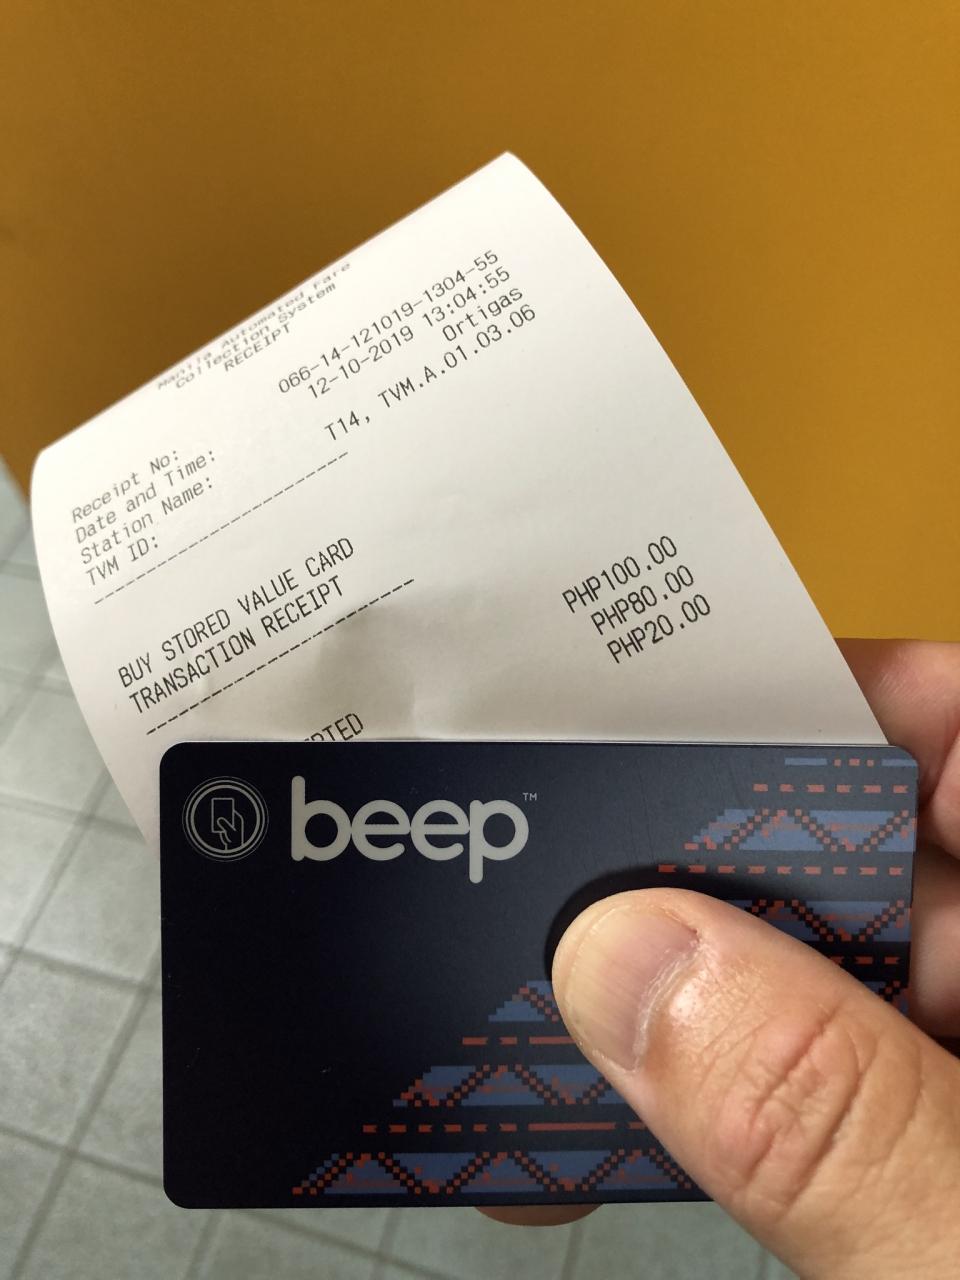 Manila Automated Fare
Collection System
RECEIPT
Receipt No: 066-14-121019-1304-55
Date and Time: 12-10-2019 13:04:55
Station Name: Ortigas
TVM ID: T14, TVM.A.01.03.06
BUY STORED VALUE CARD
TRANSACTION RECEIPT
PHP100.00
PHP80.00
PHP20.00
beep™